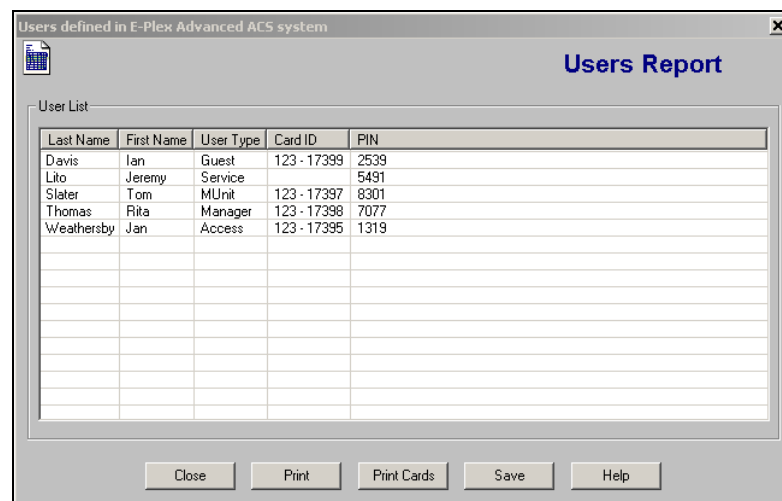 Users defined in E-Plex Advanced ACS system
Users Report
User List
Last Name First Name User Type Card ID PIN
Davis Ian Guest 123 - 17399 2539
Lito Jeremy Service 5491
Slater Tom MUnit 123 - 17397 8301
Thomas Rita Manager 123 - 17398 7077
Weathersby Jan Access 123 - 17395 1319
Close Print Print Cards Save Help